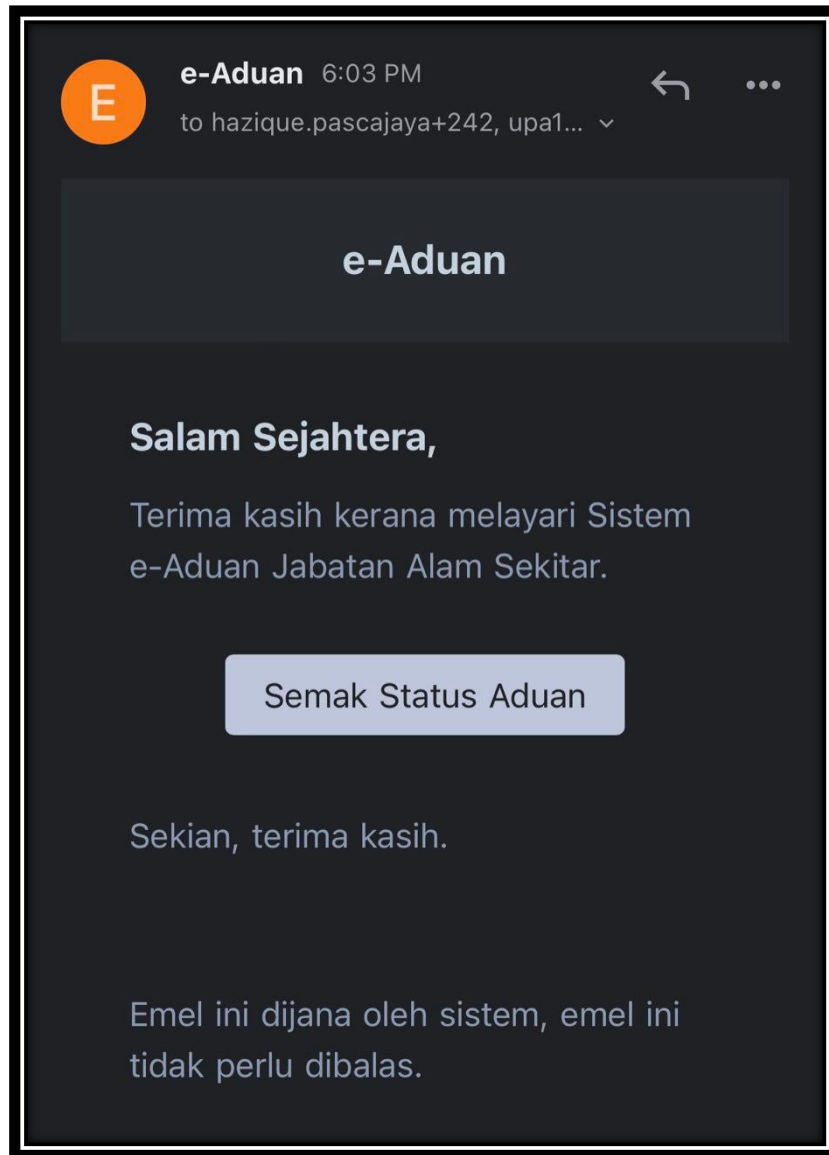 E
e-Aduan 6:03 PM
to hazique.pascajaya+242, upa1...
e-Aduan
Salam Sejahtera,
Terima kasih kerana melayari Sistem
e-Aduan Jabatan Alam Sekitar.
Semak Status Aduan
Sekian, terima kasih.
Emel ini dijana oleh sistem, emel ini
tidak perlu dibalas.